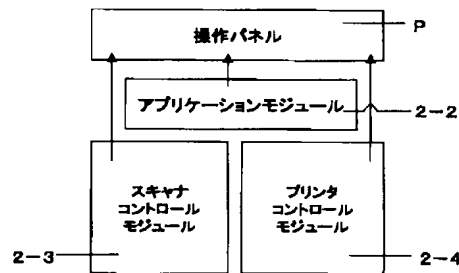 操作パネル
P
アプリケーションモジュール
2-2
スキャナ
コントロール
モジュール
プリンタ
コントロール
モジュール
2-3
2-4